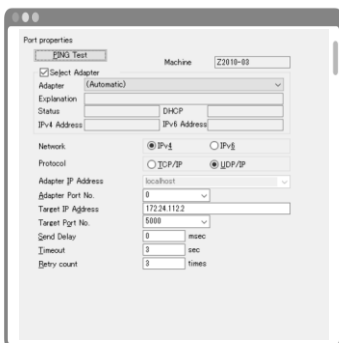 Port properties
PING Test
Machine Z2010-03
Select Adapter
Adapter (Automatic)
Explanation
Status DHCP
IPv4 Address IPv6 Address
Network IPv4 IPv6
Protocol TCP/IP UDP/IP
Adapter IP Address localhost
Adapter Port No. 0
Target IP Address 172.24.112.2
Target Port No. 5000
Send Delay 0 msec
Timeout 3 sec
Retry count 3 times